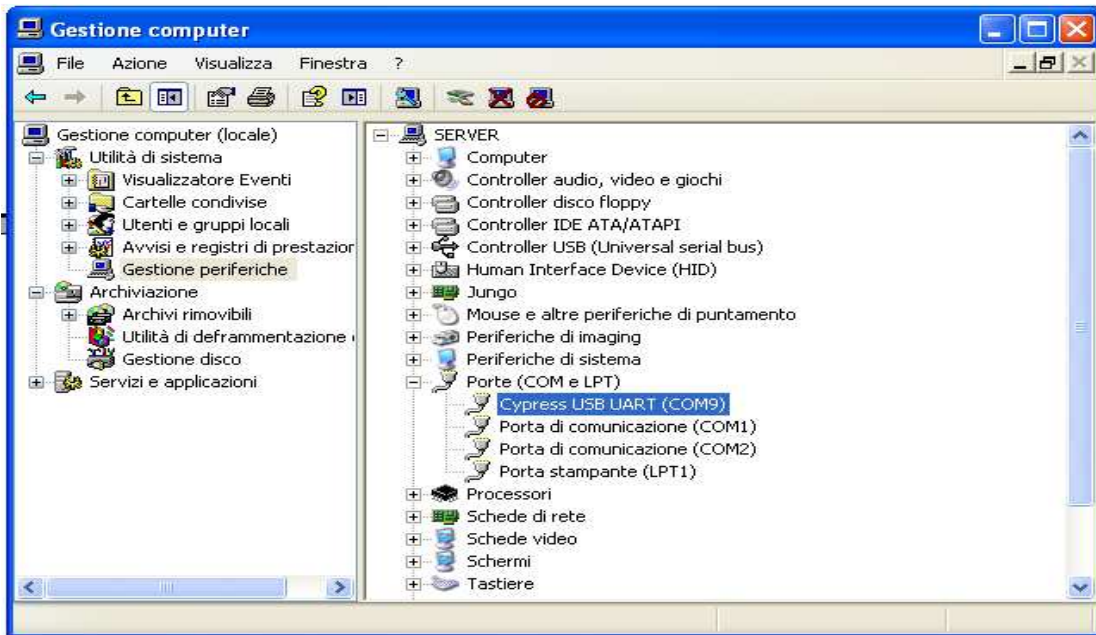 Gestione computer
File Azione Visualizza Finestra ?
Gestione computer (locale)
Utilità di sistema
Visualizzatore Eventi
Cartelle condivise
Utenti e gruppi locali
Avvisi e registri di prestazior
Gestione periferiche
Archiviazione
Archivi rimovibili
Utilità di deframmentazione
Gestione disco
Servizi e applicazioni
SERVER
Computer
Controller audio, video e giochi
Controller disco floppy
Controller IDE ATA/ATAPI
Controller USB (Universal serial bus)
Human Interface Device (HID)
Jungo
Mouse e altre periferiche di puntamento
Periferiche di imaging
Periferiche di sistema
Porte (COM e LPT)
Cypress USB UART (COM9)
Porta di comunicazione (COM1)
Porta di comunicazione (COM2)
Porta stampante (LPT1)
Processori
Schede di rete
Schede video
Schermi
Tastiere